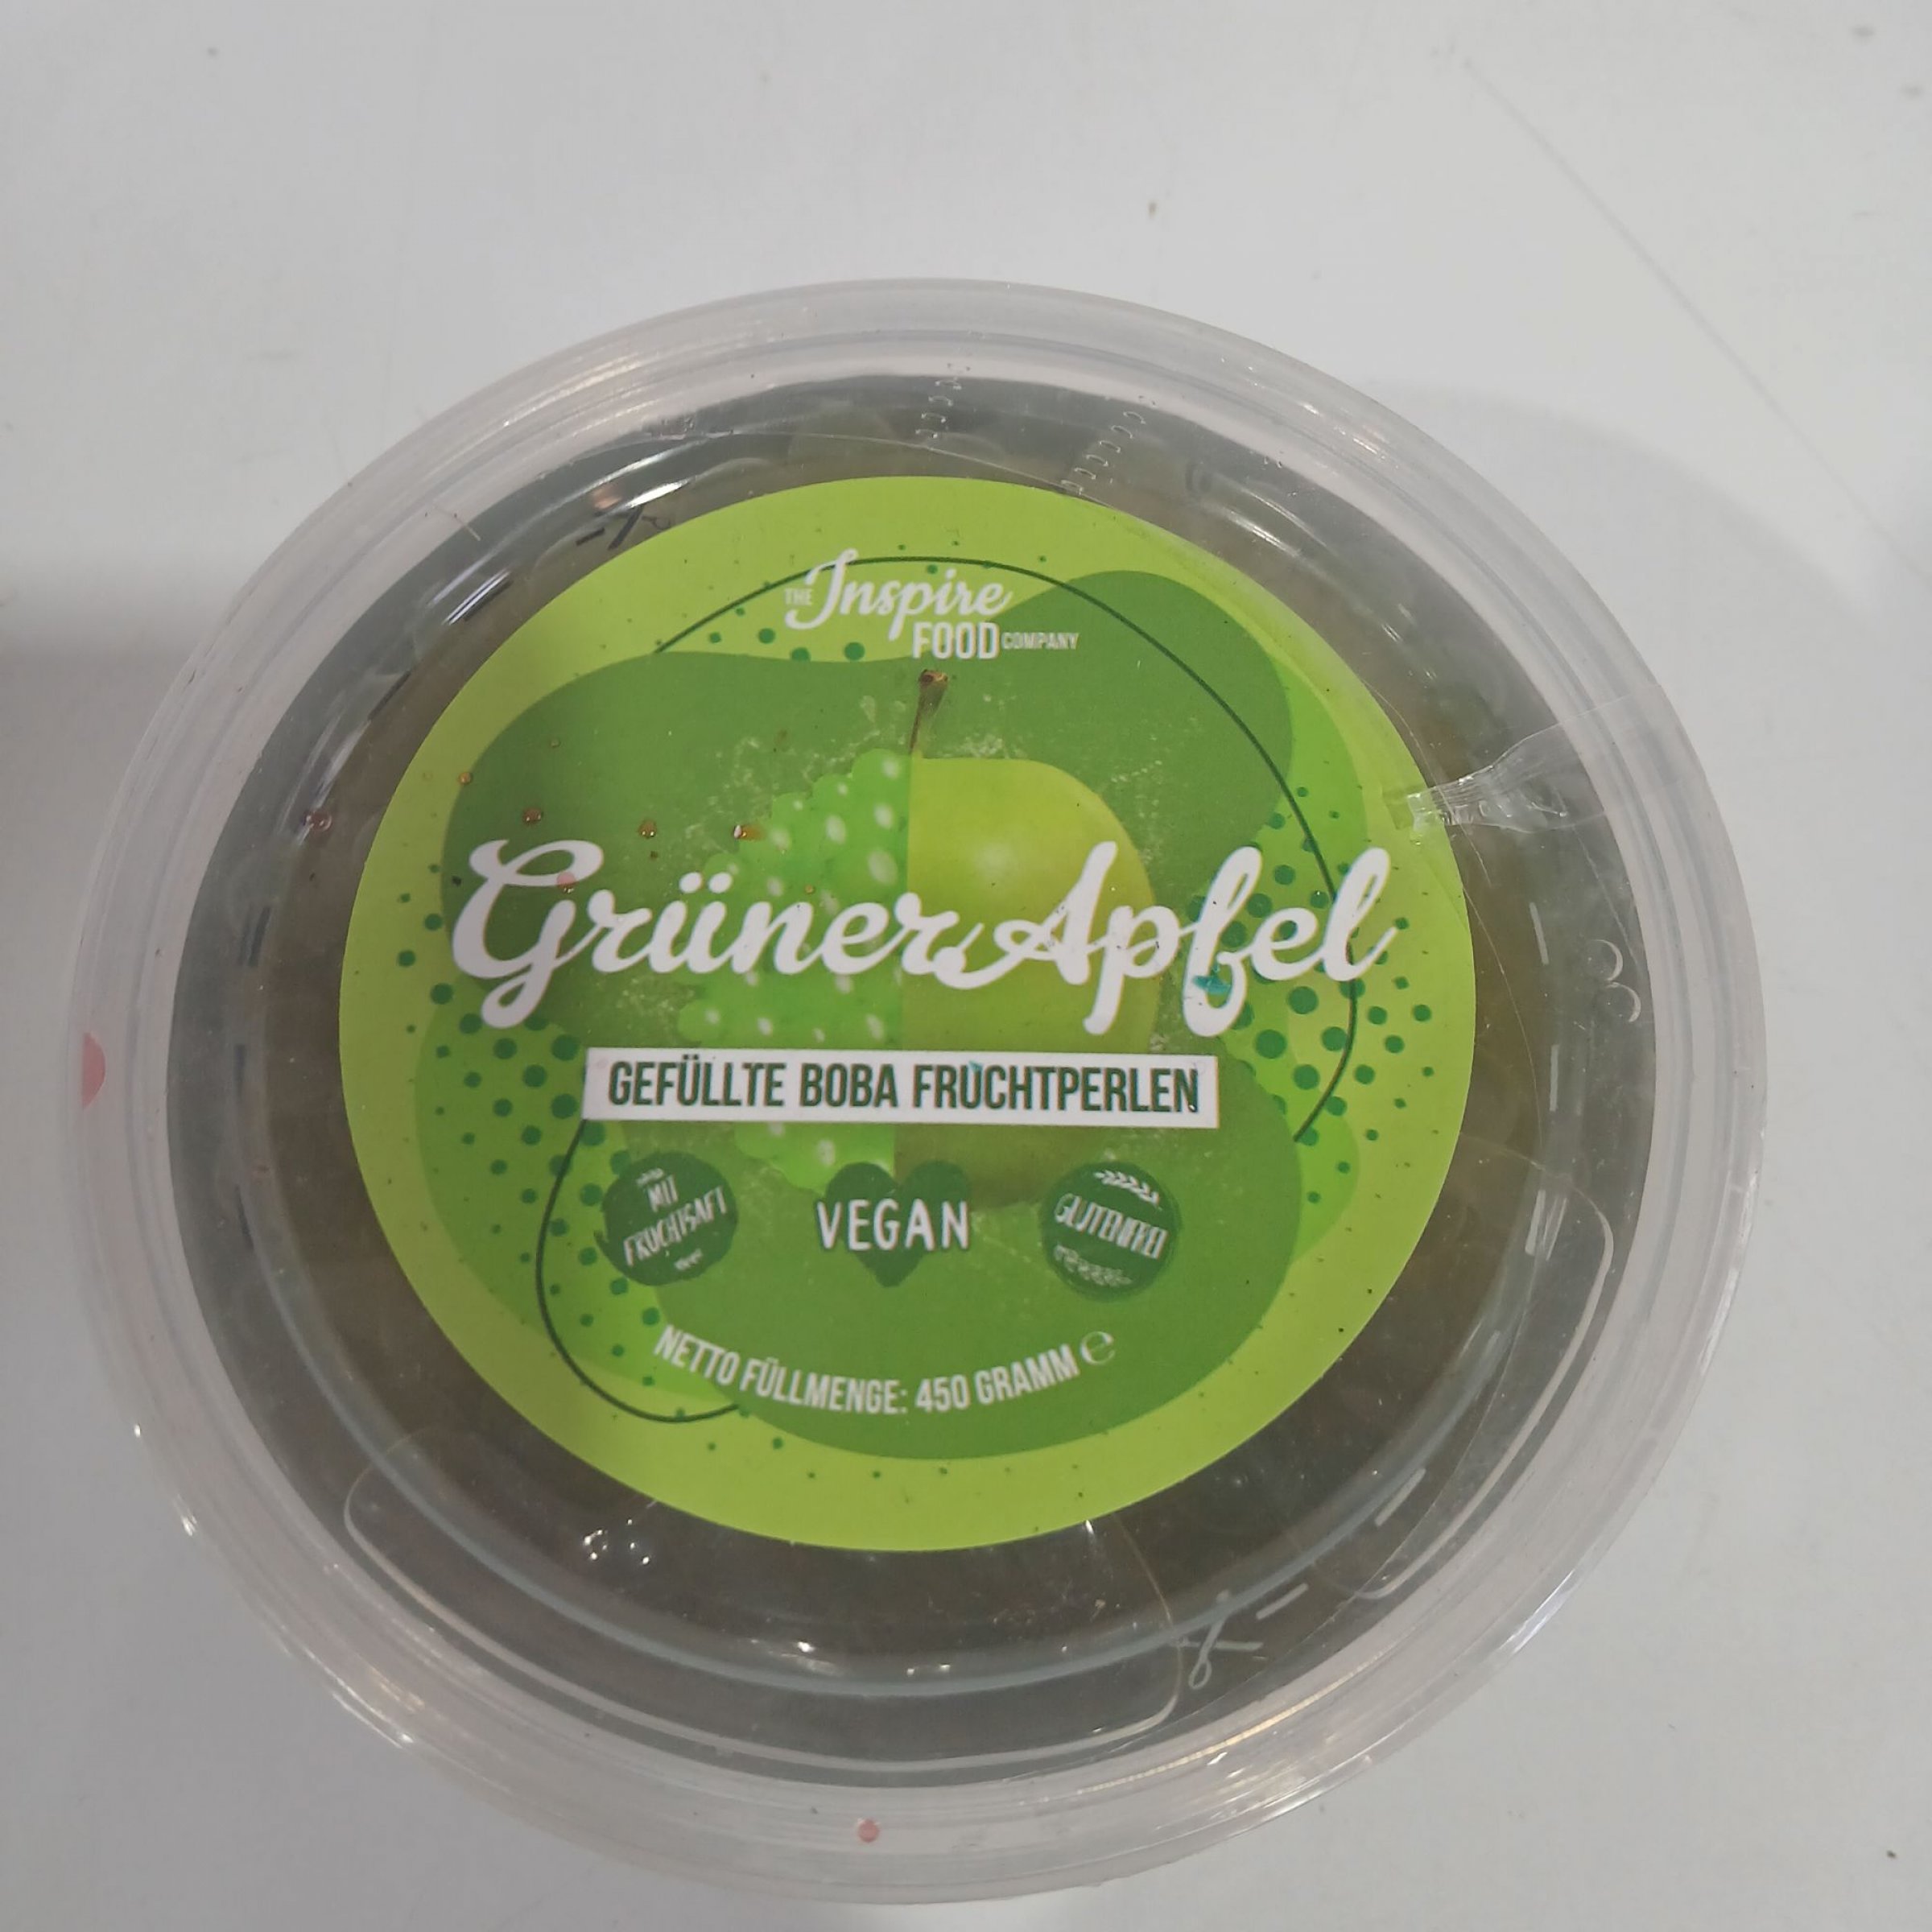 THE Inspire
FOOD COMPANY
Grüner Apfel
GEFÜLLTE BOBA FRUCHTPERLEN
MIT
FRUCHTSAFT
VEGAN
GLUTENFREI
NETTO FÜLLMENGE: 450 GRAMM ℮